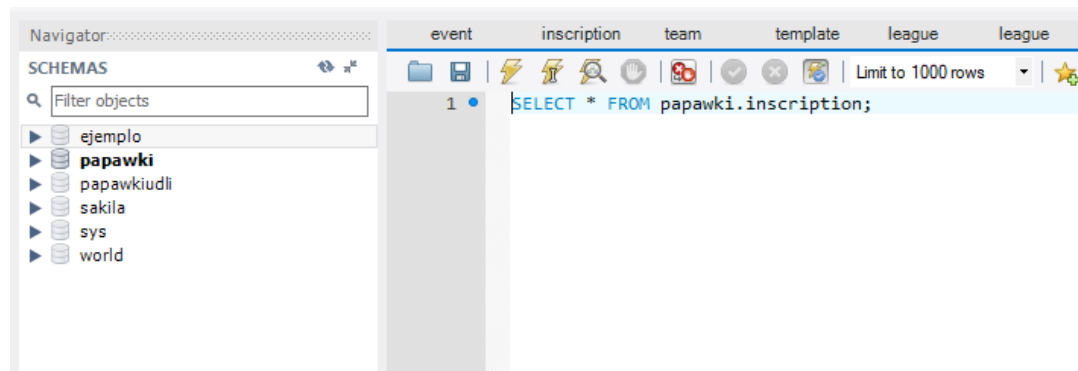 Navigator
SCHEMAS
Filter objects
ejemplo
papawki
papawkiudli
sakila
sys
world
event inscription team template league league
Limit to 1000 rows
1 SELECT * FROM papawki.inscription;